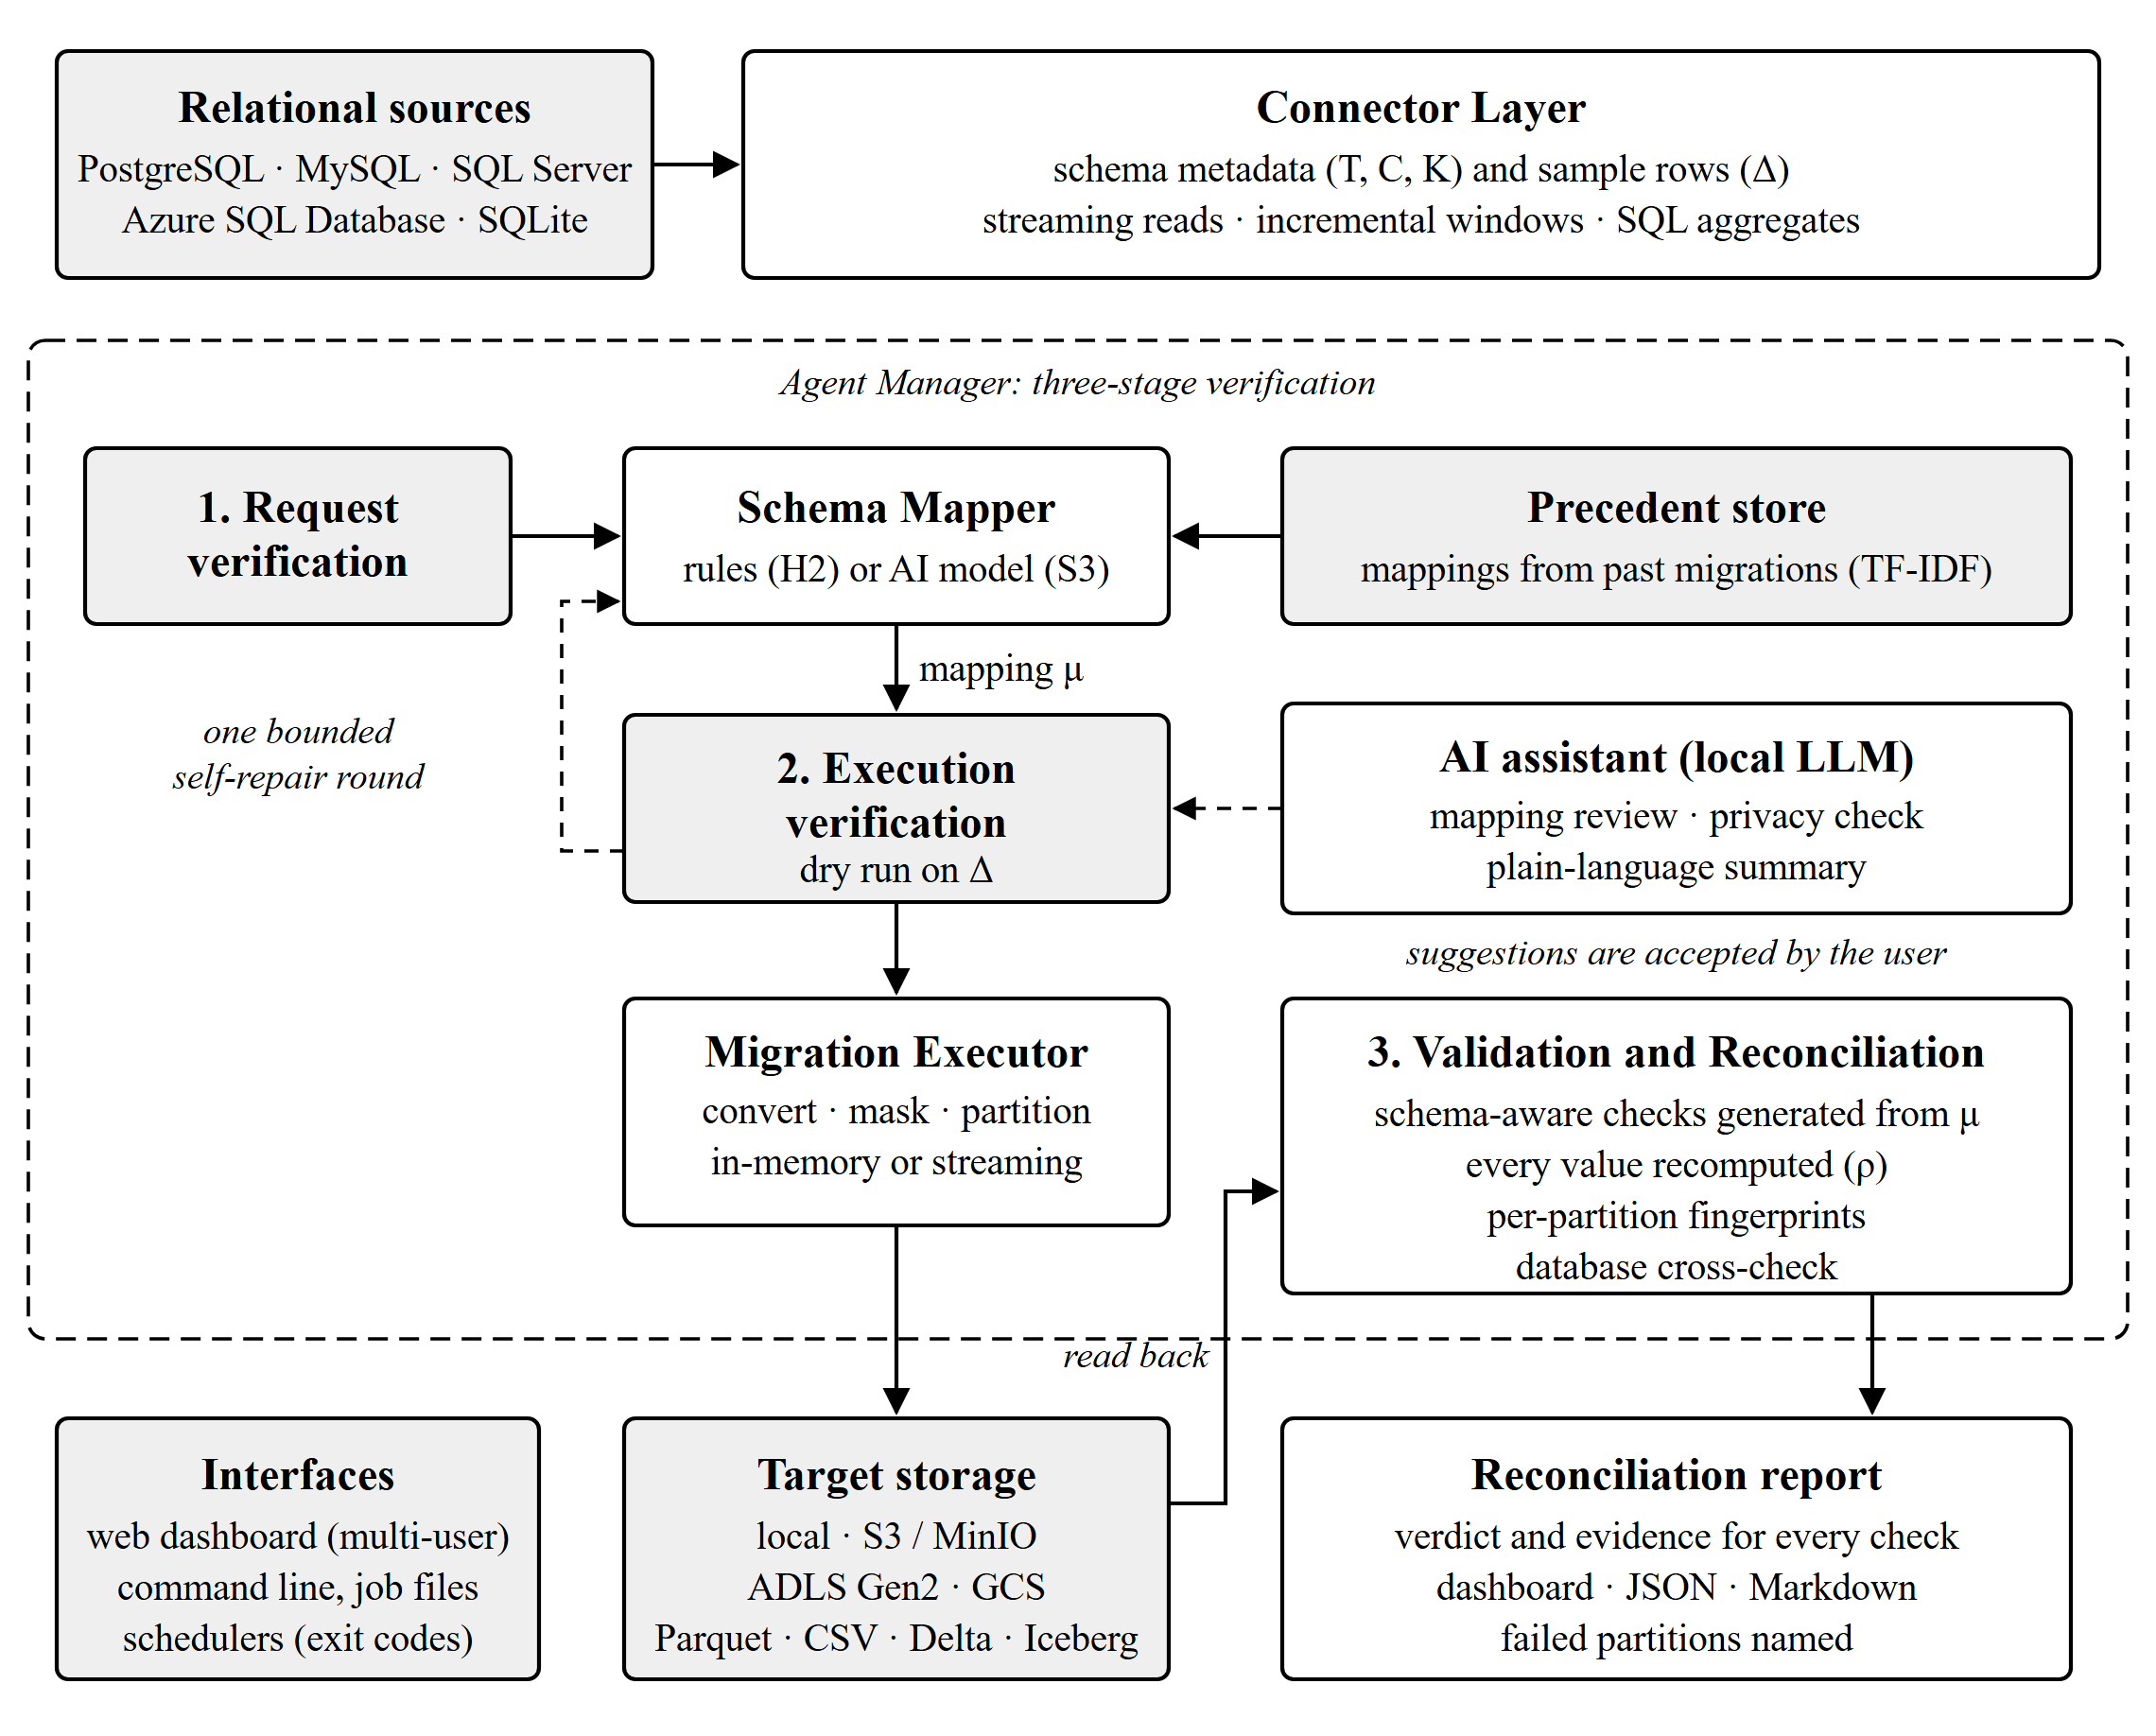 Relational sources
PostgreSQL · MySQL · SQL Server
Azure SQL Database · SQLite
Connector Layer
schema metadata (T, C, K) and sample rows (Δ)
streaming reads · incremental windows · SQL aggregates
Agent Manager: three-stage verification
1. Request
verification
Schema Mapper
rules (H2) or AI model (S3)
Precedent store
mappings from past migrations (TF-IDF)
mapping μ
one bounded
self-repair round
2. Execution
verification
dry run on Δ
AI assistant (local LLM)
mapping review · privacy check
plain-language summary
suggestions are accepted by the user
Migration Executor
convert · mask · partition
in-memory or streaming
3. Validation and Reconciliation
schema-aware checks generated from μ
every value recomputed (ρ)
per-partition fingerprints
database cross-check
read back
Interfaces
web dashboard (multi-user)
command line, job files
schedulers (exit codes)
Target storage
local · S3 / MinIO
ADLS Gen2 · GCS
Parquet · CSV · Delta · Iceberg
Reconciliation report
verdict and evidence for every check
dashboard · JSON · Markdown
failed partitions named